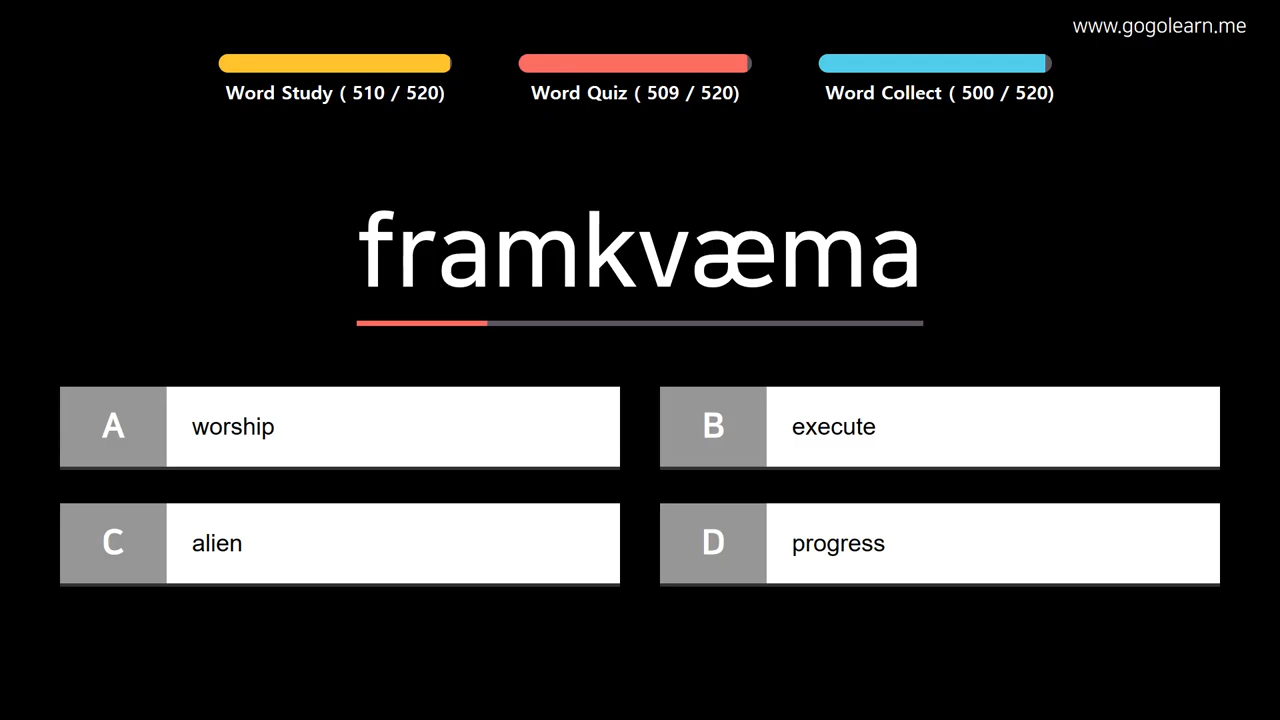 www.gogolearn.me
Word Study ( 510 / 520)
Word Quiz ( 509 / 520)
Word Collect ( 500 / 520)
framkvæma
A worship
B execute
C alien
D progress